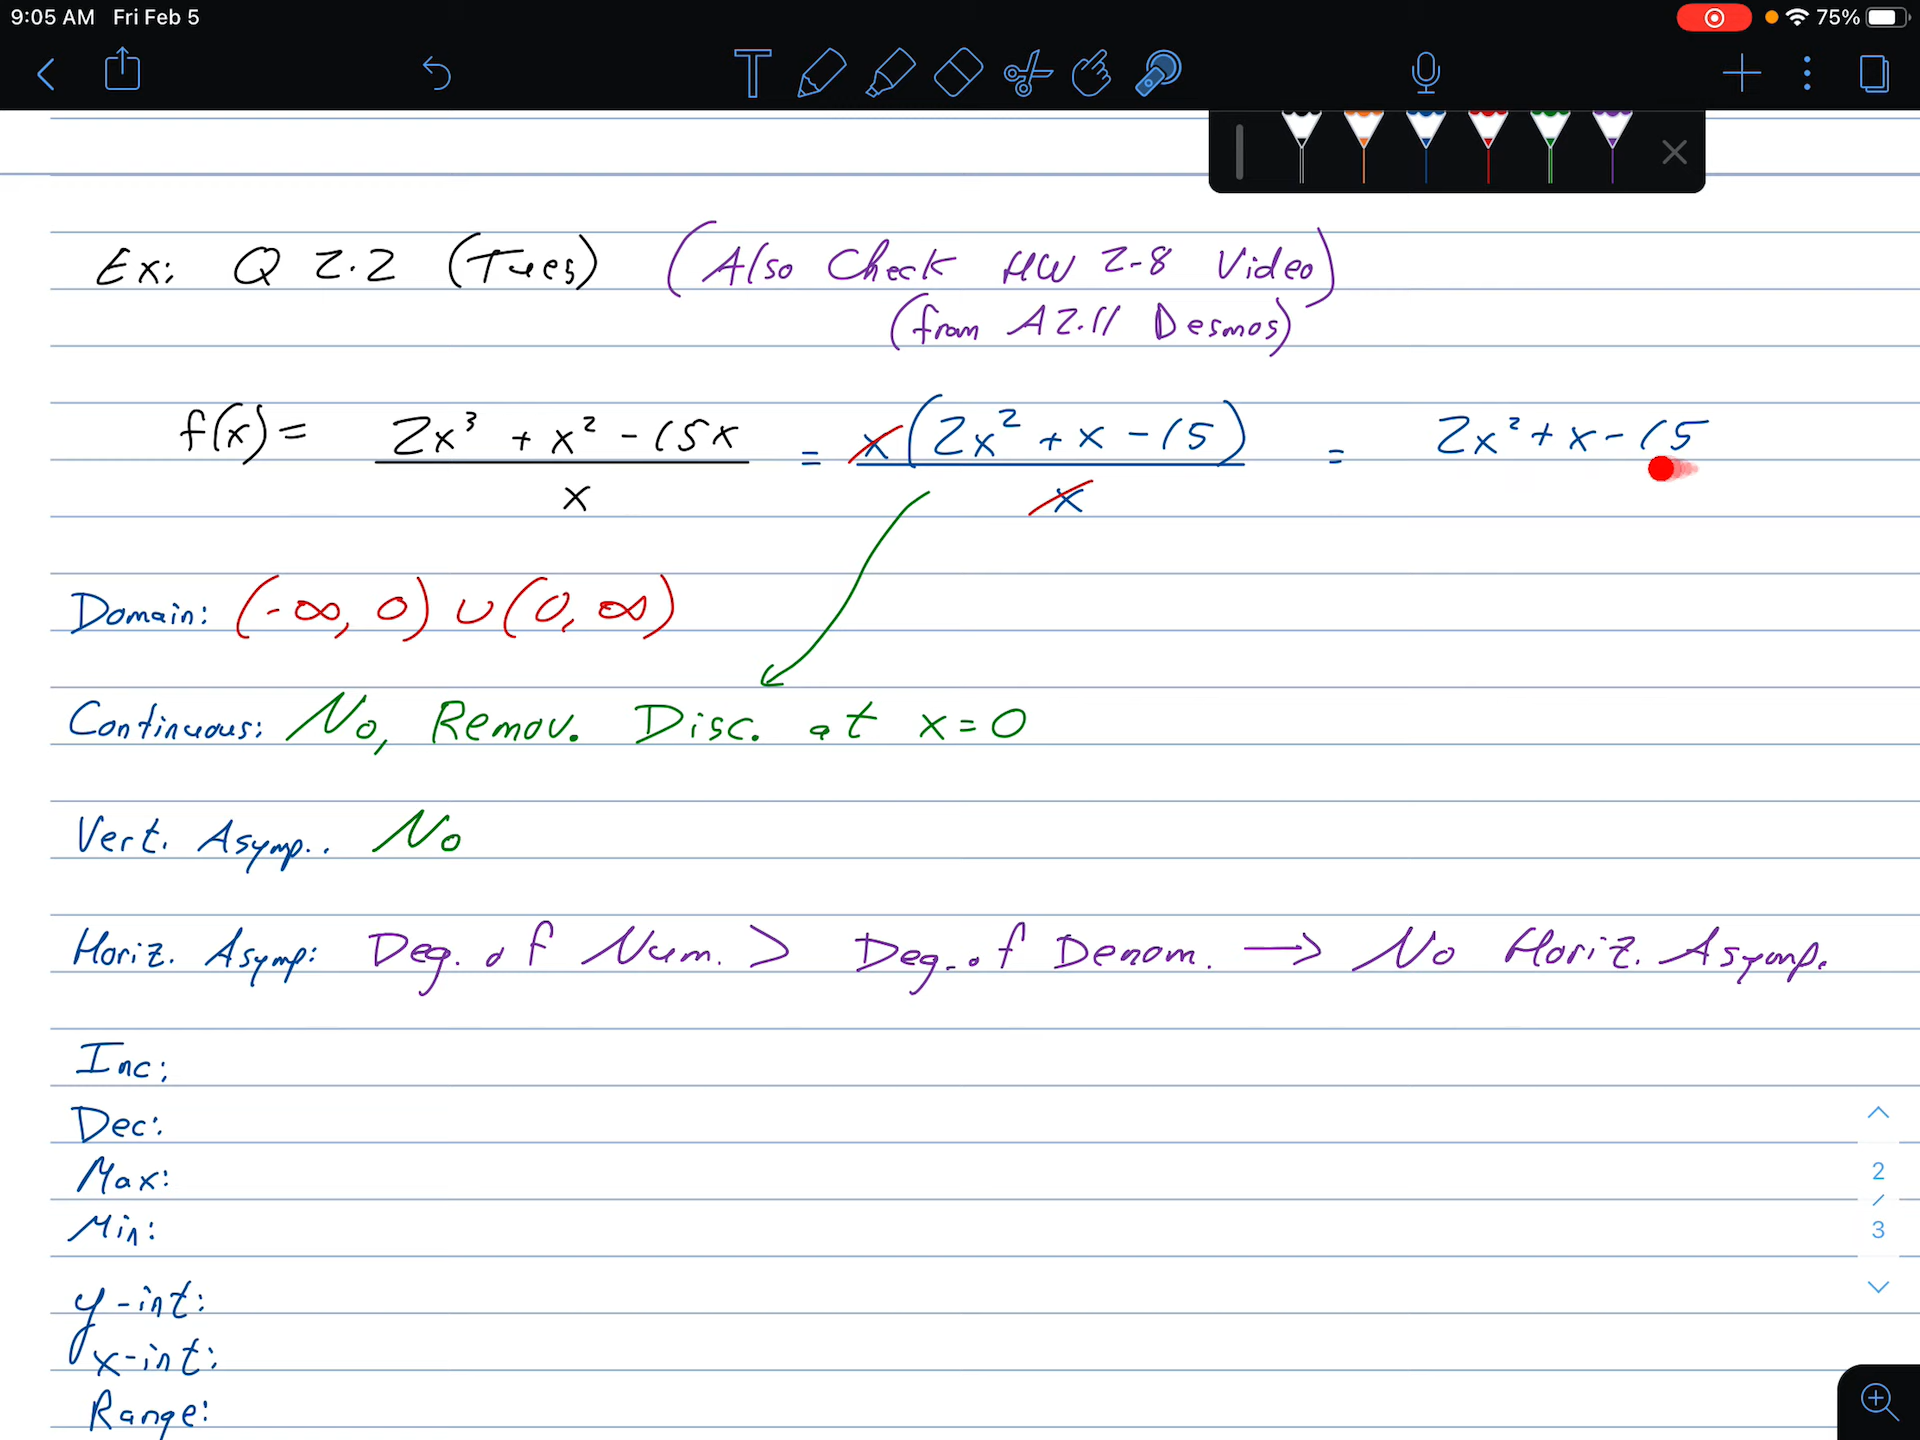 9:05 AM Fri Feb 5 75%
Ex: Q 2.2 (Tues) (Also Check HW 2-8 Video)
(from A2.11 Desmos)
f(x) = 2x³ + x² - 15x / x = x(2x² + x - 15) / x = 2x² + x - 15
Domain: (-∞, 0) ∪ (0, ∞)
Continuous: No, Remov. Disc. at x = 0
Vert. Asymp.. No
Horiz. Asymp: Deg. of Num. > Deg. of Denom. → No Horiz. Asymp.
Inc:
Dec:
Max:
Min:
y-int:
x-int:
Range:
2
/
3